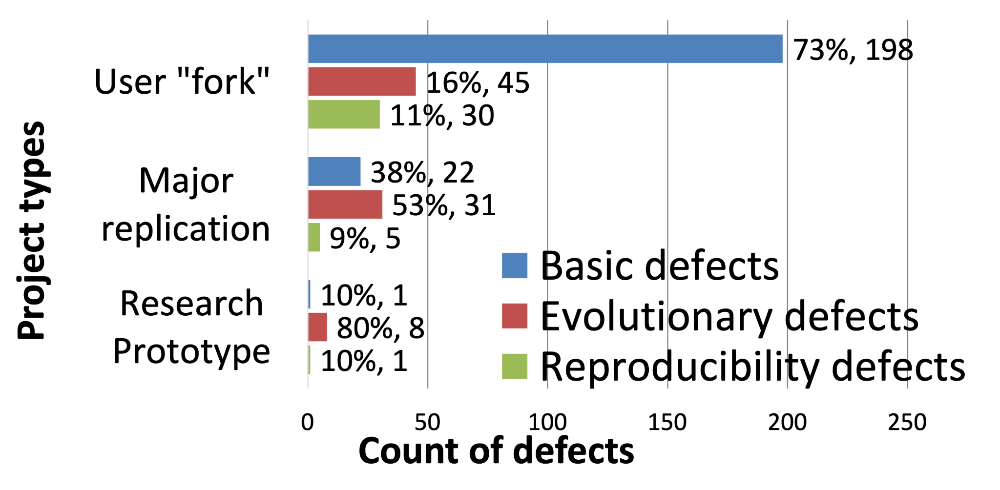 Project types
User "fork"
73%, 198
16%, 45
11%, 30
Major
replication
38%, 22
53%, 31
9%, 5
Research
Prototype
10%, 1
80%, 8
10%, 1
Basic defects
Evolutionary defects
Reproducibility defects
0 50 100 150 200 250
Count of defects